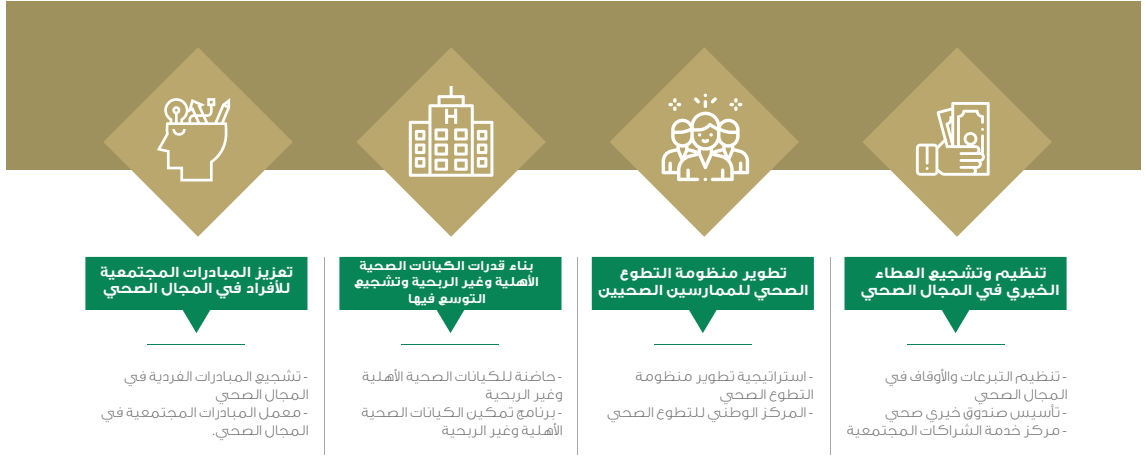 تنظيم وتشجيع العطاء
الخيري في المجال الصحي
- تنظيم التبرعات والأوقاف في
المجال الصحي
- تأسيس صندوق خيري صحي
- مركز خدمة الشراكات المجتمعية
تطوير منظومة التطوع
الصحي للممارسين الصحيين
- استراتيجية تطوير منظومة
التطوع الصحي
- المركز الوطني للتطوع الصحي
بناء قدرات الكيانات الصحية
الأهلية وغير الربحية وتشجيع
التوسع فيها
- حاضنة للكيانات الصحية الأهلية
وغير الربحية
- برنامج تمكين الكيانات الصحية
الأهلية وغير الربحية
تعزيز المبادرات المجتمعية
للأفراد في المجال الصحي
- تشجيع المبادرات الفردية في
المجال الصحي
- معمل المبادرات المجتمعية في
المجال الصحي.
H